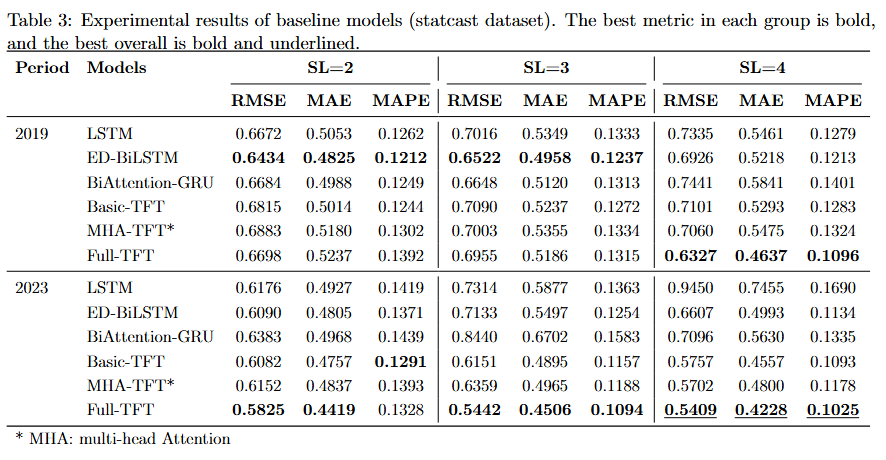 Table 3: Experimental results of baseline models (statcast dataset). The best metric in each group is bold,
and the best overall is bold and underlined.
Period Models SL=2 SL=3 SL=4
RMSE MAE MAPE RMSE MAE MAPE RMSE MAE MAPE
2019 LSTM 0.6672 0.5053 0.1262 0.7016 0.5349 0.1333 0.7335 0.5461 0.1279
ED-BiLSTM 0.6434 0.4825 0.1212 0.6522 0.4958 0.1237 0.6926 0.5218 0.1213
BiAttention-GRU 0.6684 0.4988 0.1249 0.6648 0.5120 0.1313 0.7441 0.5841 0.1401
Basic-TFT 0.6815 0.5014 0.1244 0.7090 0.5237 0.1272 0.7101 0.5293 0.1283
MHA-TFT* 0.6883 0.5180 0.1302 0.7003 0.5355 0.1334 0.7060 0.5475 0.1324
Full-TFT 0.6698 0.5237 0.1392 0.6955 0.5186 0.1315 0.6327 0.4637 0.1096
2023 LSTM 0.6176 0.4927 0.1419 0.7314 0.5877 0.1363 0.9450 0.7455 0.1690
ED-BiLSTM 0.6090 0.4805 0.1371 0.7133 0.5497 0.1254 0.6607 0.4993 0.1134
BiAttention-GRU 0.6383 0.4968 0.1439 0.8440 0.6702 0.1583 0.7096 0.5630 0.1335
Basic-TFT 0.6082 0.4757 0.1291 0.6151 0.4895 0.1157 0.5757 0.4557 0.1093
MHA-TFT* 0.6152 0.4837 0.1393 0.6359 0.4965 0.1188 0.5702 0.4800 0.1178
Full-TFT 0.5825 0.4419 0.1328 0.5442 0.4506 0.1094 0.5409 0.4228 0.1025
* MHA: multi-head Attention